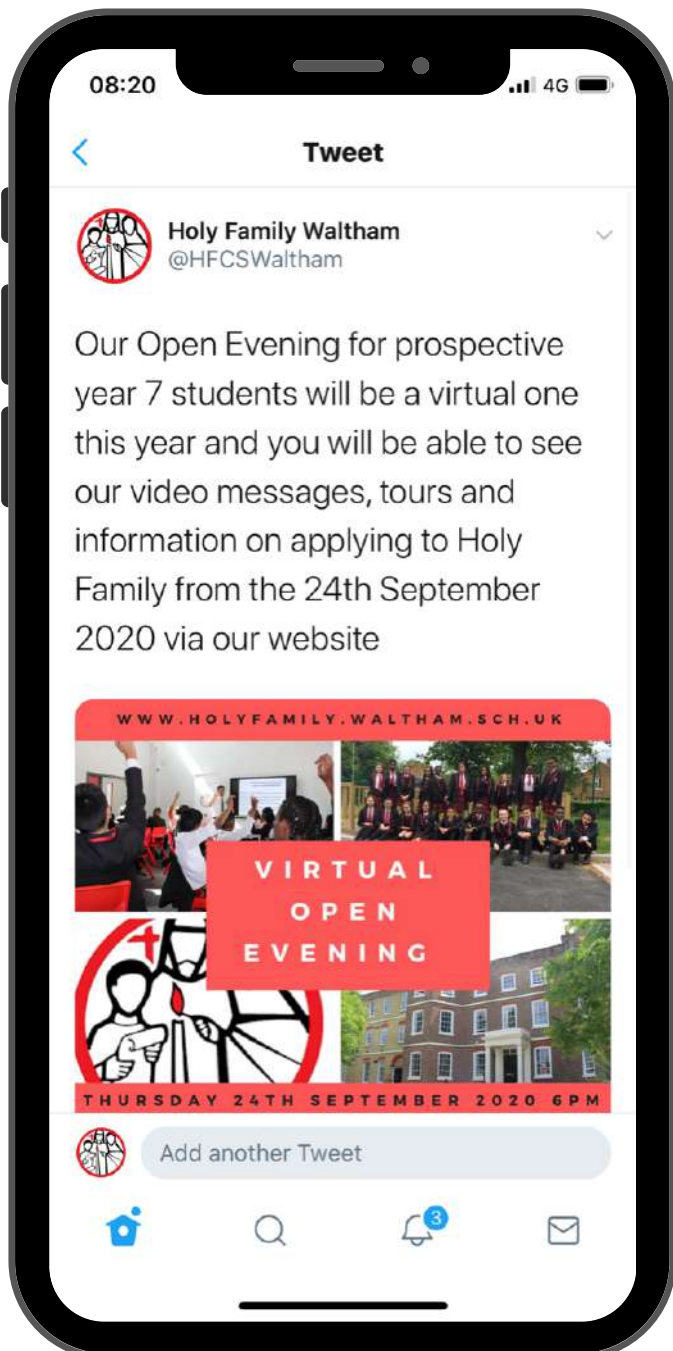 08:20
4G
Tweet
Holy Family Waltham
@HFCSWaltham
Our Open Evening for prospective
year 7 students will be a virtual one
this year and you will be able to see
our video messages, tours and
information on applying to Holy
Family from the 24th September
2020 via our website
WWW.HOLYFAMILY.WALTHAM.SCH.UK
VIRTUAL
OPEN
EVENING
THURSDAY 24TH SEPTEMBER 2020 6PM
Add another Tweet
3